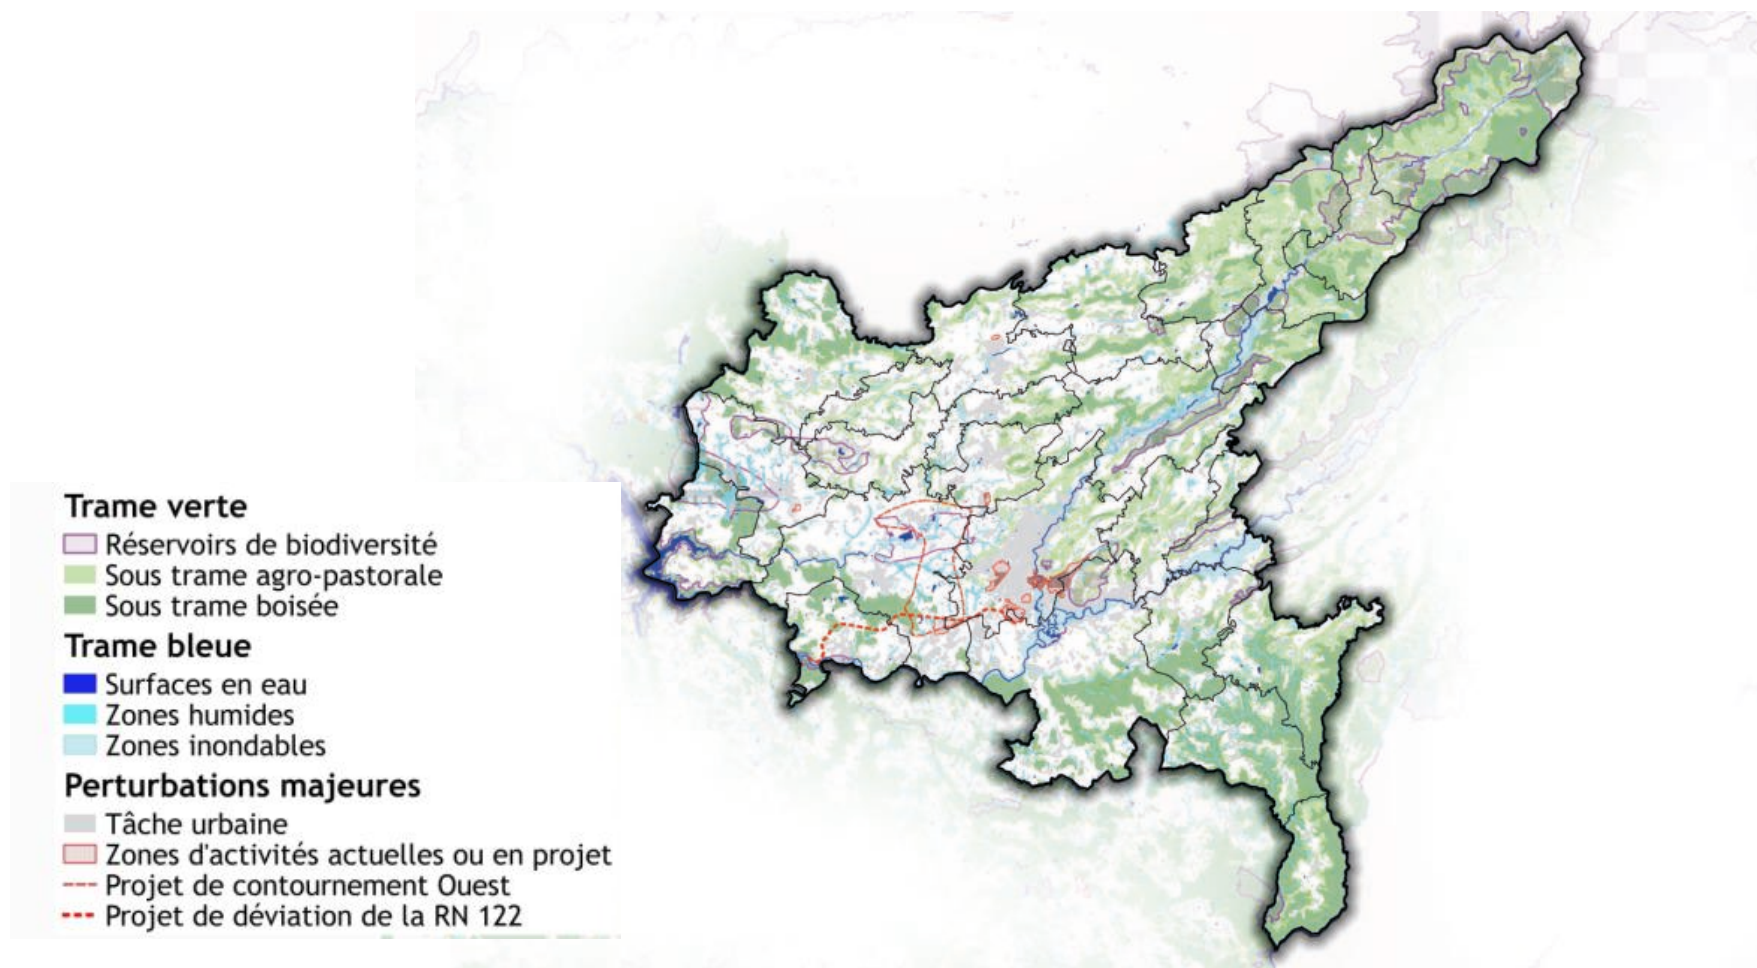 Trame verte
Réservoirs de biodiversité
Sous trame agro-pastorale
Sous trame boisée
Trame bleue
Surfaces en eau
Zones humides
Zones inondables
Perturbations majeures
Tâche urbaine
Zones d'activités actuelles ou en projet
Projet de contournement Ouest
Projet de déviation de la RN 122